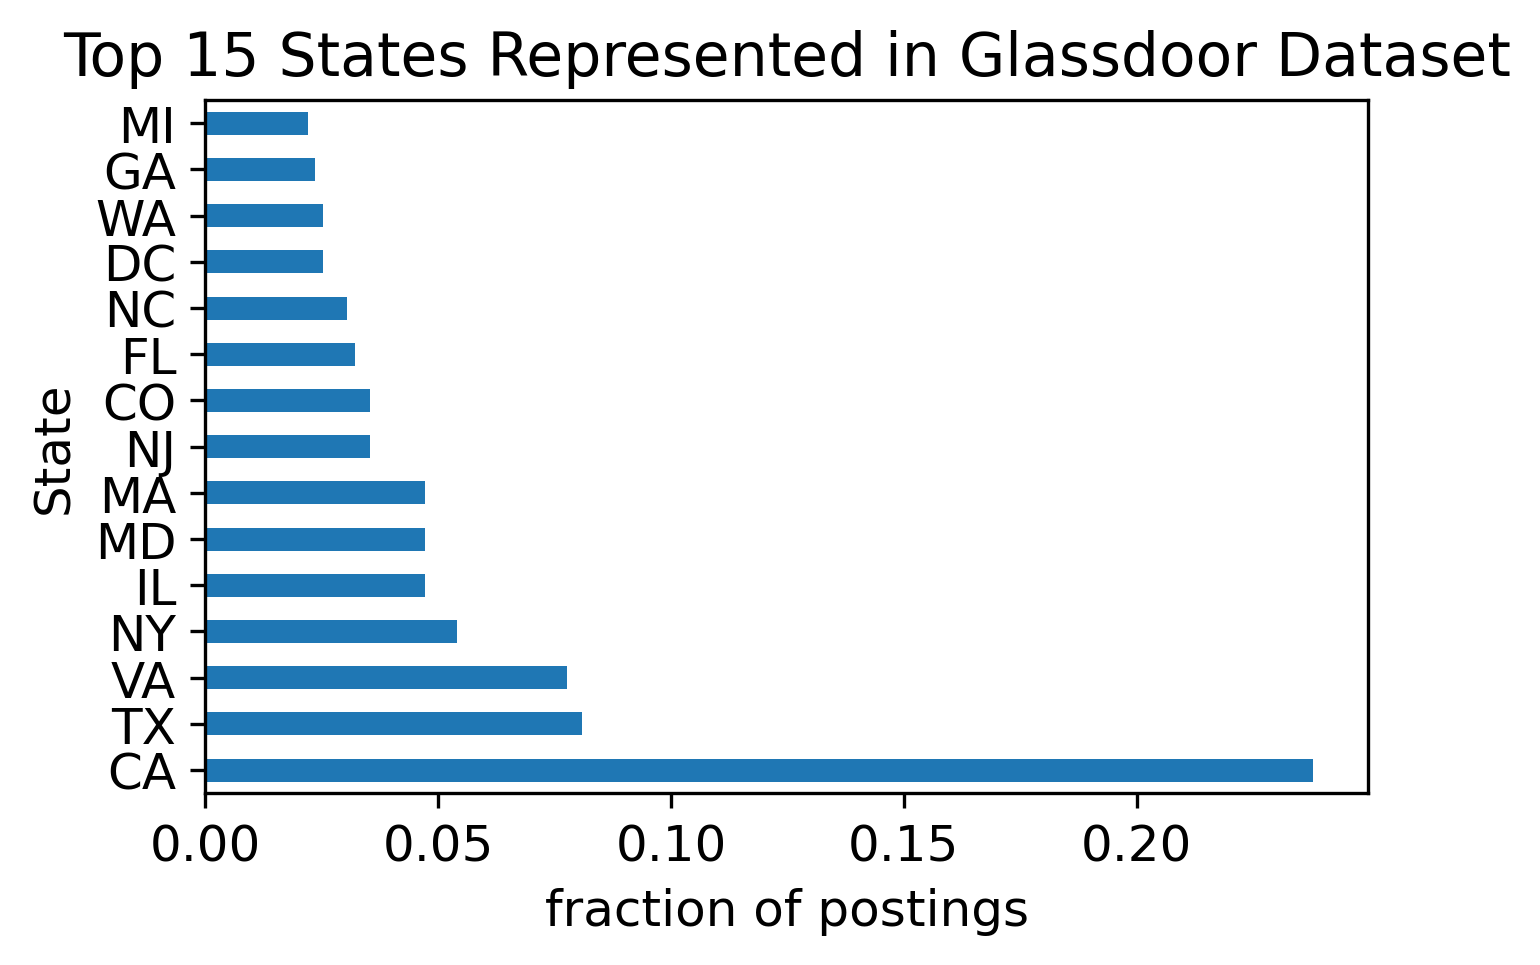 Top 15 States Represented in Glassdoor Dataset
MI
GA
WA
DC
NC
FL
CO
NJ
MA
MD
IL
NY
VA
TX
CA
State
0.00 0.05 0.10 0.15 0.20
fraction of postings